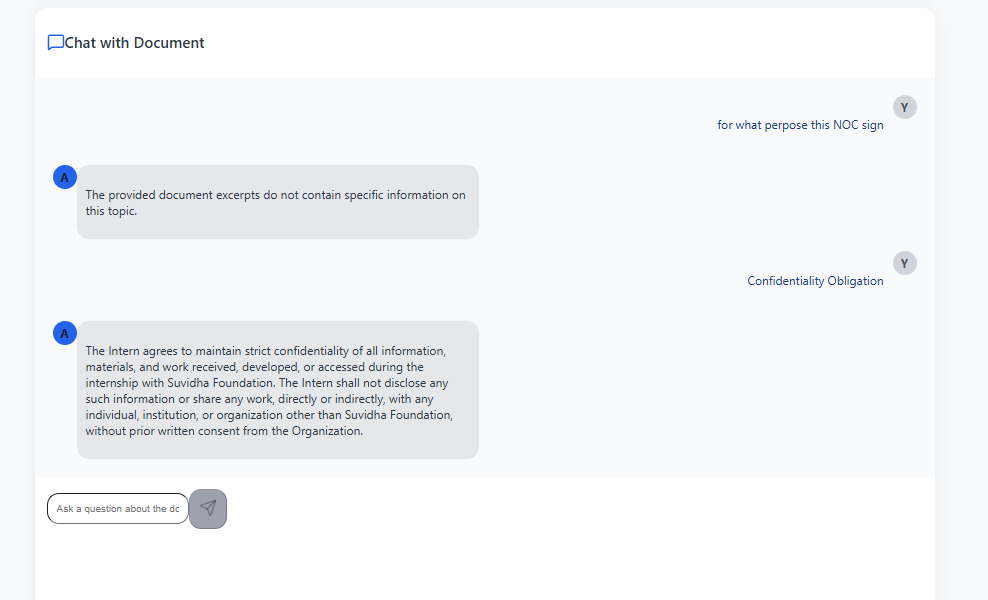 Chat with Document
Y
for what perpose this NOC sign
A
The provided document excerpts do not contain specific information on
this topic.
Y
Confidentiality Obligation
A
The Intern agrees to maintain strict confidentiality of all information,
materials, and work received, developed, or accessed during the
internship with Suvidha Foundation. The Intern shall not disclose any
such information or share any work, directly or indirectly, with any
individual, institution, or organization other than Suvidha Foundation,
without prior written consent from the Organization.
Ask a question about the dc